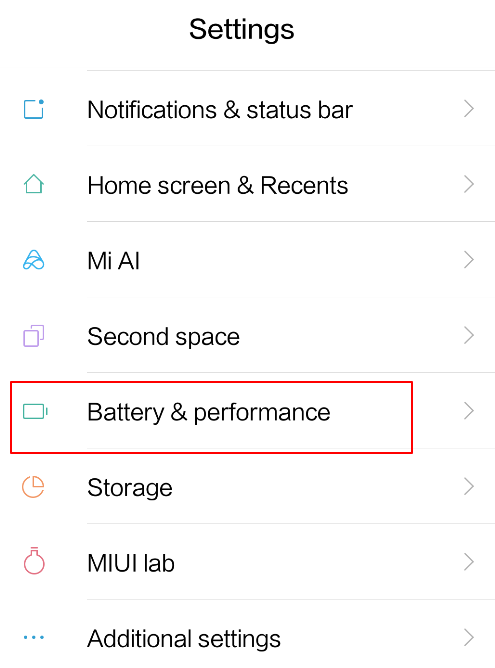 Settings
Notifications & status bar
Home screen & Recents
Mi AI
Second space
Battery & performance
Storage
MIUI lab
Additional settings